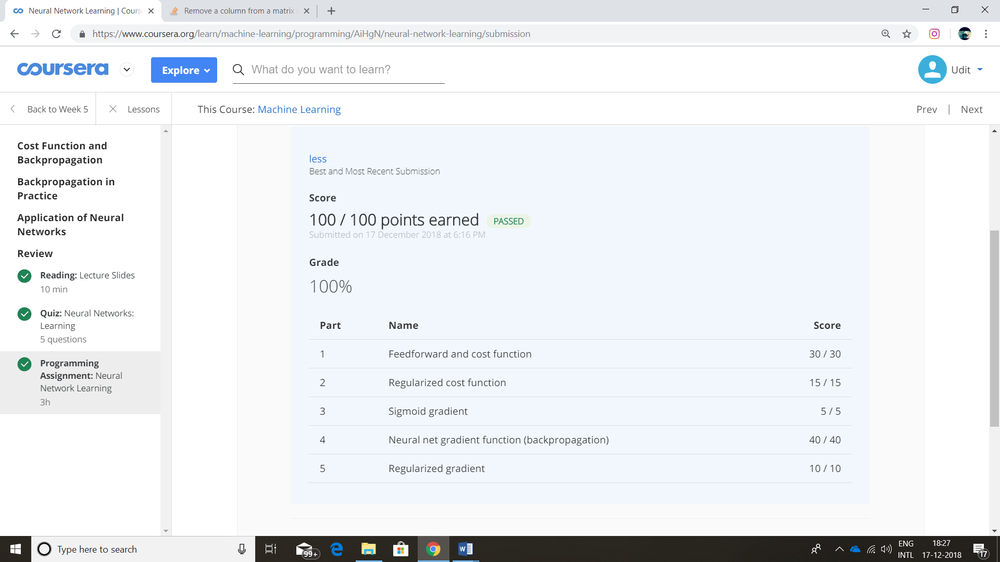 Neural Network Learning | Cours
Remove a column from a matrix i
https://www.coursera.org/learn/machine-learning/programming/AiHgN/neural-network-learning/submission
coursera
Explore
What do you want to learn?
Udit
Back to Week 5
Lessons
This Course: Machine Learning
Prev | Next
Cost Function and
Backpropagation
Backpropagation in
Practice
Application of Neural
Networks
Review
Reading: Lecture Slides
10 min
Quiz: Neural Networks:
Learning
5 questions
Programming
Assignment: Neural
Network Learning
3h
less
Best and Most Recent Submission
Score
100 / 100 points earned PASSED
Submitted on 17 December 2018 at 6:16 PM
Grade
100%
Part Name Score
1 Feedforward and cost function 30 / 30
2 Regularized cost function 15 / 15
3 Sigmoid gradient 5 / 5
4 Neural net gradient function (backpropagation) 40 / 40
5 Regularized gradient 10 / 10
Type here to search
99+
W
ENG
INTL
18:27
17-12-2018
17